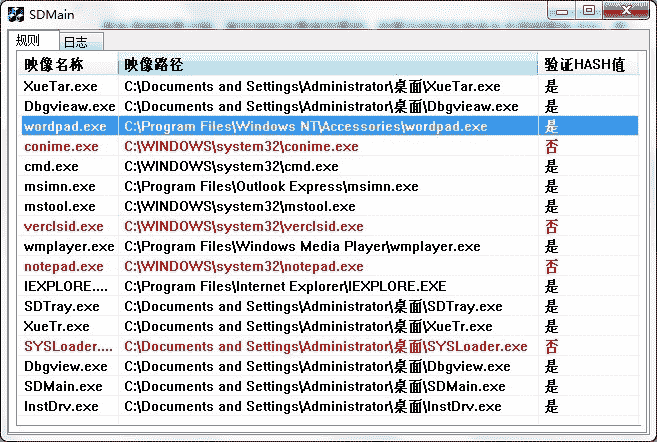 SDMain
规则 日志
映像名称 映像路径 验证HASH值
XueTar.exe C:\Documents and Settings\Administrator\桌面\XueTar.exe 是
Dbgvieaw.exe C:\Documents and Settings\Administrator\桌面\Dbgvieaw.exe 是
wordpad.exe C:\Program Files\Windows NT\Accessories\wordpad.exe 是
conime.exe C:\WINDOWS\system32\conime.exe 否
cmd.exe C:\WINDOWS\system32\cmd.exe 是
msimn.exe C:\Program Files\Outlook Express\msimn.exe 是
mstool.exe C:\WINDOWS\system32\mstool.exe 是
verclsid.exe C:\WINDOWS\system32\verclsid.exe 否
wmplayer.exe C:\Program Files\Windows Media Player\wmplayer.exe 是
notepad.exe C:\WINDOWS\system32\notepad.exe 否
IEXPLORE.... C:\Program Files\Internet Explorer\IEXPLORE.EXE 是
SDTray.exe C:\Documents and Settings\Administrator\桌面\SDTray.exe 是
XueTr.exe C:\Documents and Settings\Administrator\桌面\XueTr.exe 是
SYSLoader.... C:\Documents and Settings\Administrator\桌面\SYSLoader.exe 否
Dbgview.exe C:\Documents and Settings\Administrator\桌面\Dbgview.exe 是
SDMain.exe C:\Documents and Settings\Administrator\桌面\SDMain.exe 是
InstDrv.exe C:\Documents and Settings\Administrator\桌面\InstDrv.exe 是